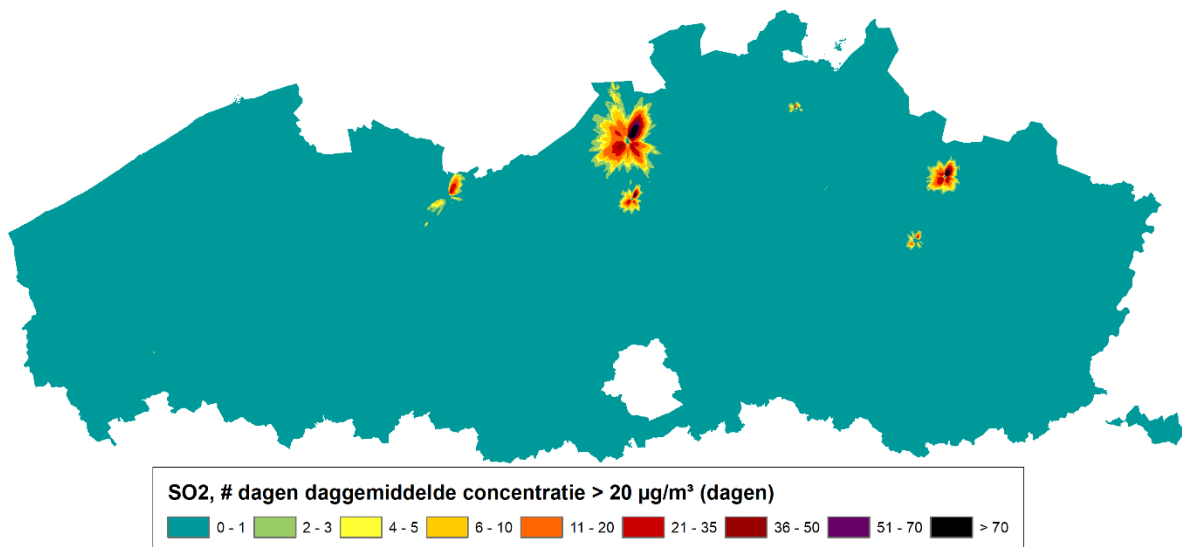 SO2, # dagen daggemiddelde concentratie > 20 µg/m³ (dagen)
0 - 1 2 - 3 4 - 5 6 - 10 11 - 20 21 - 35 36 - 50 51 - 70 > 70